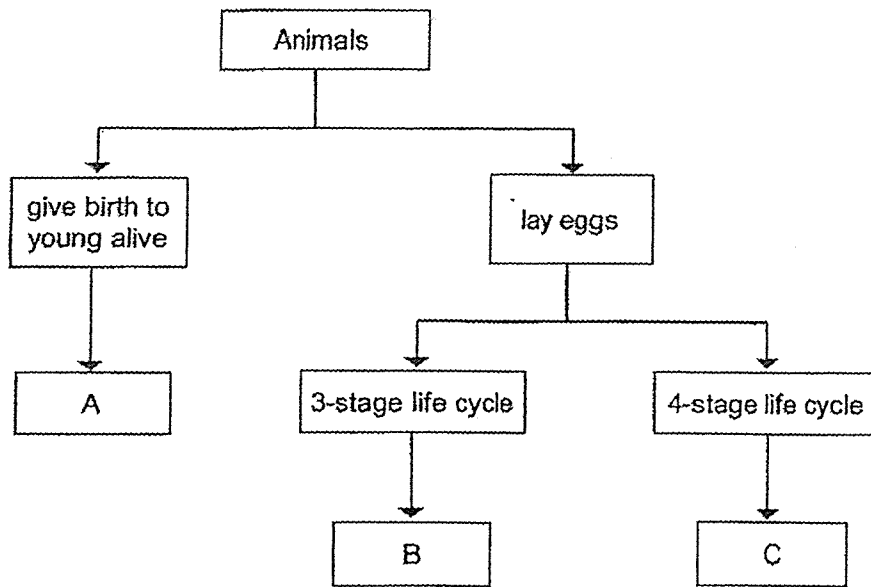 Animals
give birth to
young alive
lay eggs
A
3-stage life cycle
4-stage life cycle
B
C